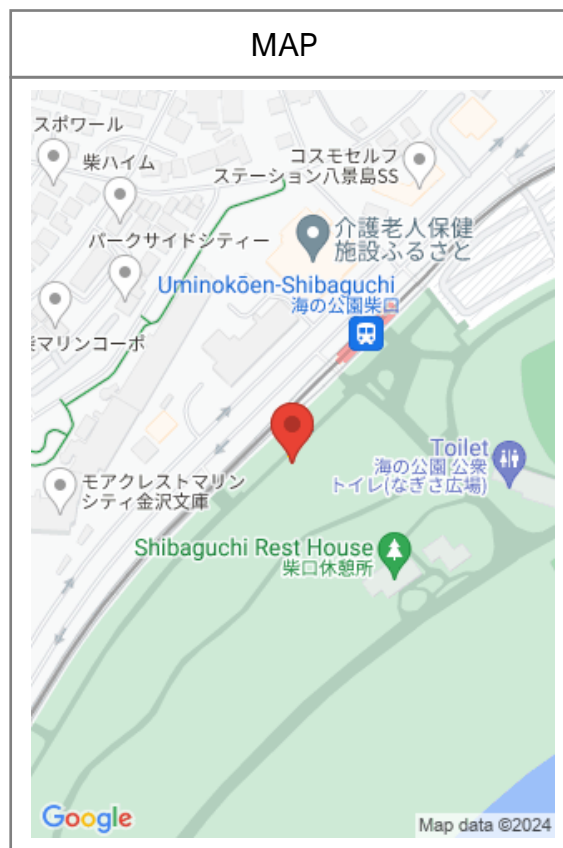 MAP
スポワール
柴ハイム
コスモセルフ
ステーション八景島SS
パークサイドシティー
介護老人保健
施設ふるさと
Uminokōen-Shibaguchi
海の公園柴口
マリンコーポ
Toilet
海の公園 公衆
トイレ(なぎさ広場)
モアクレストマリン
シティ金沢文庫
Shibaguchi Rest House
柴口休憩所
Google
Map data ©2024